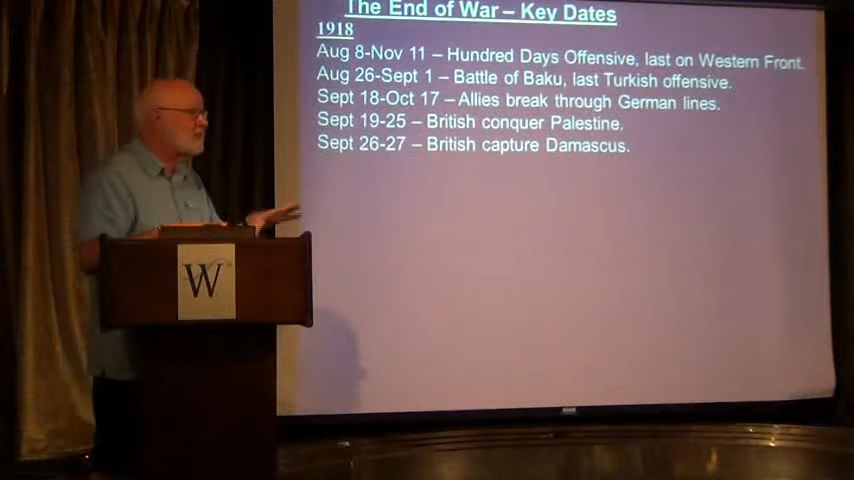 The End of War – Key Dates
1918
Aug 8-Nov 11 – Hundred Days Offensive, last on Western Front.
Aug 26-Sept 1 – Battle of Baku, last Turkish offensive.
Sept 18-Oct 17 – Allies break through German lines.
Sept 19-25 – British conquer Palestine.
Sept 26-27 – British capture Damascus.
W